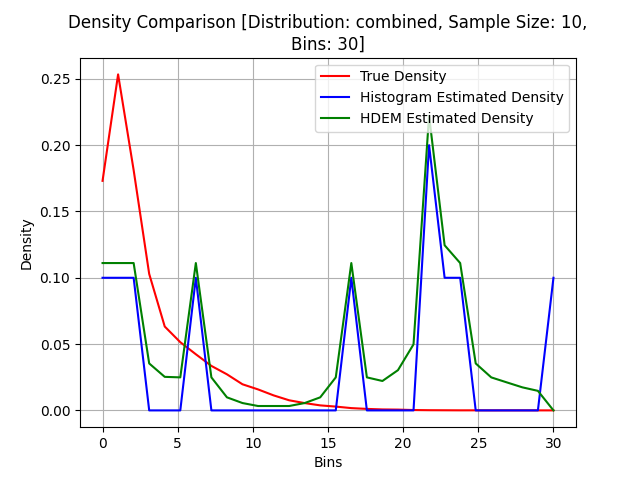 Density Comparison [Distribution: combined, Sample Size: 10,
Bins: 30]
True Density
Histogram Estimated Density
HDEM Estimated Density
Density
0.25
0.20
0.15
0.10
0.05
0.00
0 5 10 15 20 25 30
Bins